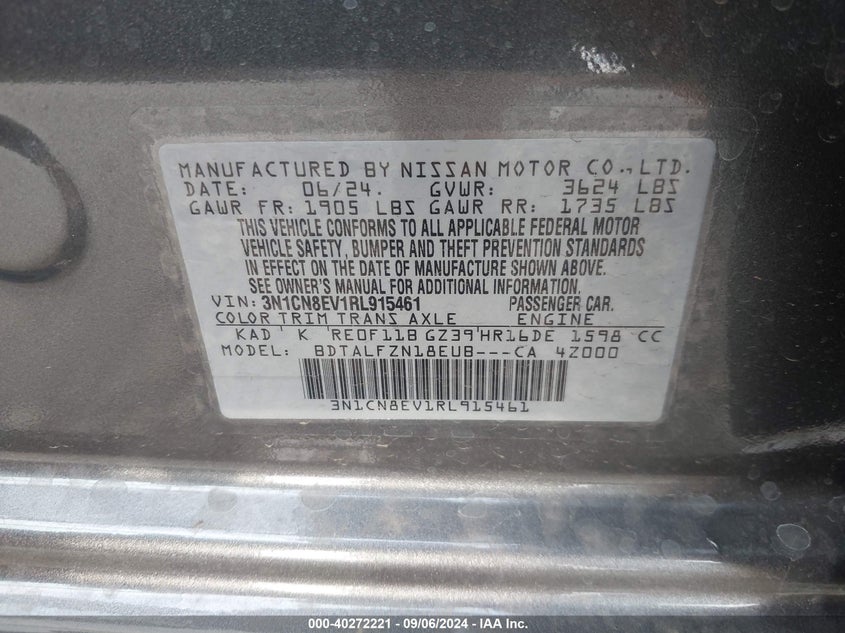 MANUFACTURED BY NISSAN MOTOR CO., LTD.
DATE: 06/24. GVWR: 3624 LBS
GAWR FR: 1905 LBS GAWR RR: 1735 LBS
THIS VEHICLE CONFORMS TO ALL APPLICABLE FEDERAL MOTOR
VEHICLE SAFETY, BUMPER AND THEFT PREVENTION STANDARDS
IN EFFECT ON THE DATE OF MANUFACTURE SHOWN ABOVE.
SEE OWNER'S MANUAL FOR ADDITIONAL INFORMATION.
VIN: 3N1CN8EV1RL915461 PASSENGER CAR.
COLOR TRIM TRANS AXLE ENGINE
KAD K RE0F11B GZ39 HR16DE 1598 CC
MODEL: BDTALFZN18EUB---CA 4Z000
3N1CN8EV1RL915461
000-40272221 - 09/06/2024 - IAA Inc.